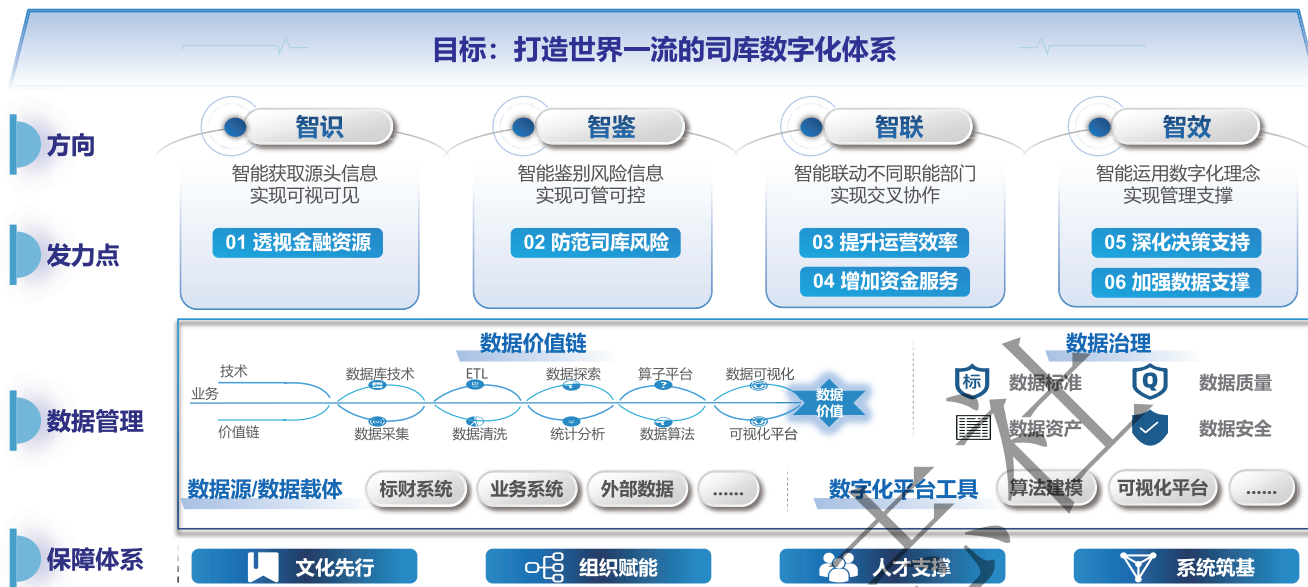 目标：打造世界一流的司库数字化体系
方向
智识
智鉴
智联
智效
智能获取源头信息
实现可视可见
智能鉴别风险信息
实现可管可控
智能联动不同职能部门
实现交叉协作
智能运用数字化理念
实现管理支撑
发力点
01 透视金融资源
02 防范司库风险
03 提升运营效率
04 增加资金服务
05 深化决策支持
06 加强数据支撑
数据管理
数据价值链
技术
业务
价值链
数据库技术
ETL
数据探索
算子平台
数据可视化
数据采集
数据清洗
统计分析
数据算法
可视化平台
数据
价值
数据治理
标
数据标准
Q
数据质量
数据资产
数据安全
数据源/数据载体
标财系统
业务系统
外部数据
......
数字化平台工具
算法建模
可视化平台
......
保障体系
文化先行
组织赋能
人才支撑
系统筑基